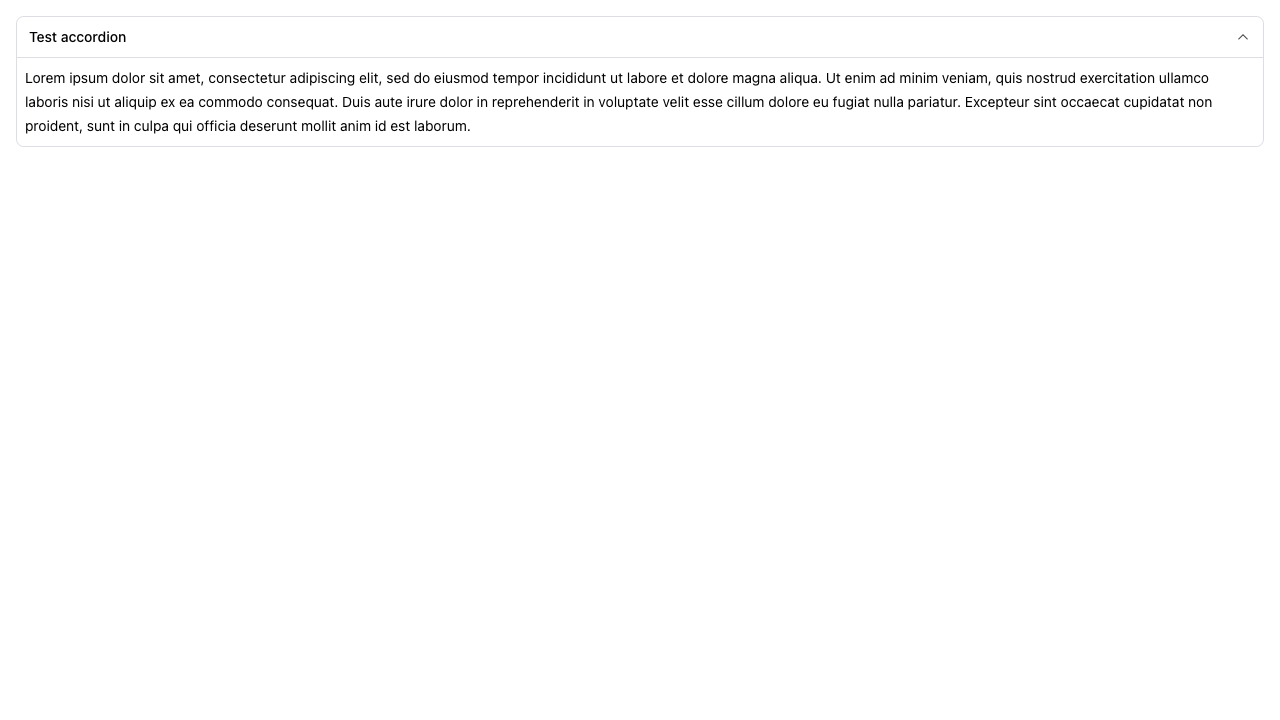 Test accordion
Lorem ipsum dolor sit amet, consectetur adipiscing elit, sed do eiusmod tempor incididunt ut labore et dolore magna aliqua. Ut enim ad minim veniam, quis nostrud exercitation ullamco
laboris nisi ut aliquip ex ea commodo consequat. Duis aute irure dolor in reprehenderit in voluptate velit esse cillum dolore eu fugiat nulla pariatur. Excepteur sint occaecat cupidatat non
proident, sunt in culpa qui officia deserunt mollit anim id est laborum.